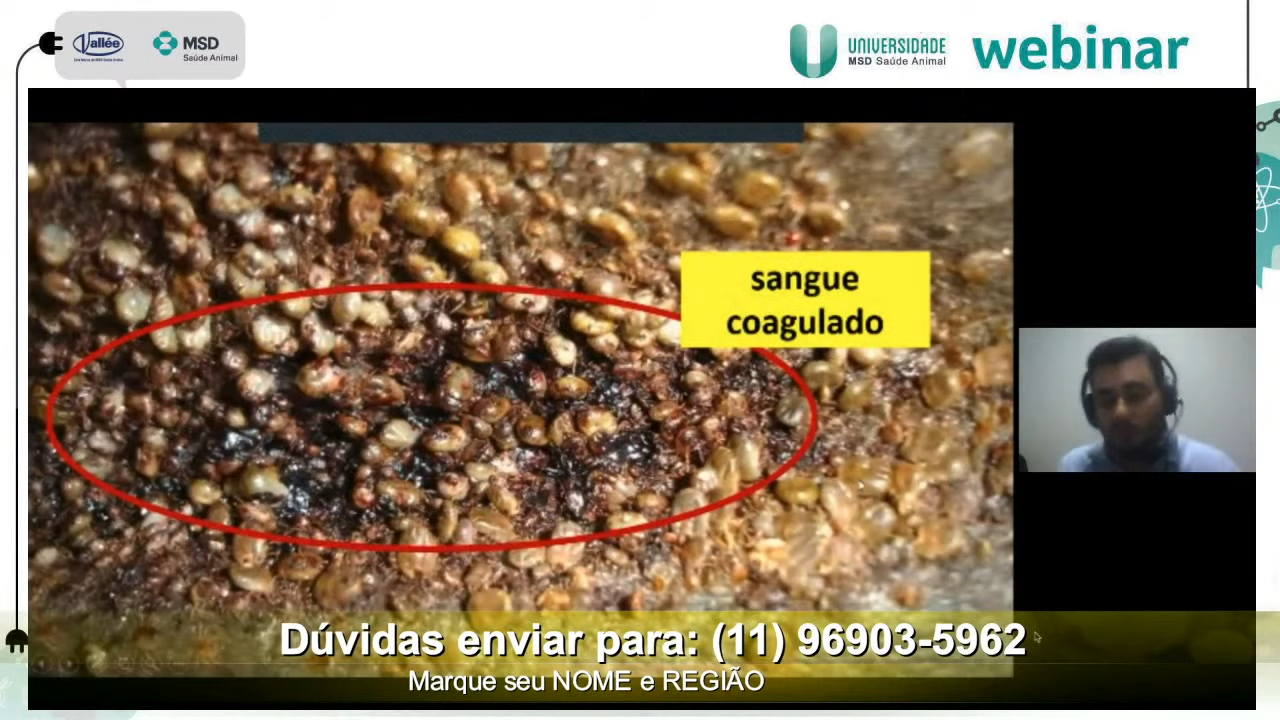 Vallée
MSD
Saúde Animal
UNIVERSIDADE
MSD Saúde Animal
webinar
sangue
coagulado
Dúvidas enviar para: (11) 96903-5962
Marque seu NOME e REGIÃO